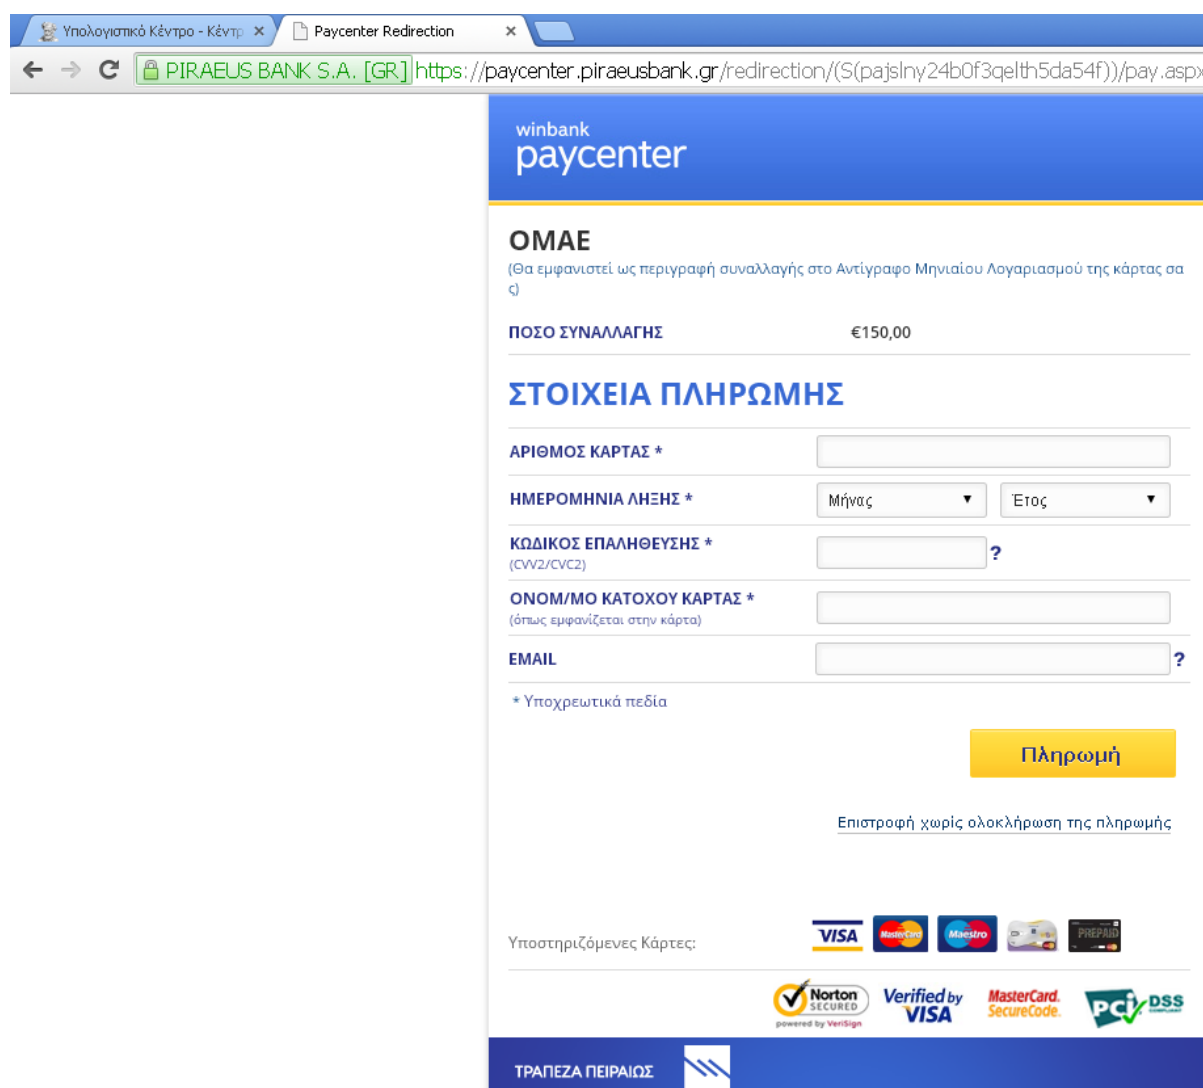 Υπολογιστικό Κέντρο - Κέντρ
Paycenter Redirection
PIRAEUS BANK S.A. [GR] https://paycenter.piraeusbank.gr/redirection/(S(pajslny24b0f3qelth5da54f))/pay.aspx
winbank
paycenter
ΟΜΑΕ
(Θα εμφανιστεί ως περιγραφή συναλλαγής στο Αντίγραφο Μηνιαίου Λογαριασμού της κάρτας σα
ς)
ΠΟΣΟ ΣΥΝΑΛΛΑΓΗΣ €150,00
ΣΤΟΙΧΕΙΑ ΠΛΗΡΩΜΗΣ
ΑΡΙΘΜΟΣ ΚΑΡΤΑΣ *
ΗΜΕΡΟΜΗΝΙΑ ΛΗΞΗΣ * Μήνας Έτος
ΚΩΔΙΚΟΣ ΕΠΑΛΗΘΕΥΣΗΣ *
(CVV2/CVC2) ?
ΟΝΟΜ/ΜΟ ΚΑΤΟΧΟΥ ΚΑΡΤΑΣ *
(όπως εμφανίζεται στην κάρτα)
EMAIL ?
* Υποχρεωτικά πεδία
Πληρωμή
Επιστροφή χωρίς ολοκλήρωση της πληρωμής
Υποστηριζόμενες Κάρτες: VISA MasterCard Maestro PREPAID
Norton SECURED powered by VeriSign
Verified by VISA
MasterCard. SecureCode.
PCI DSS COMPLIANT
ΤΡΑΠΕΖΑ ΠΕΙΡΑΙΩΣ